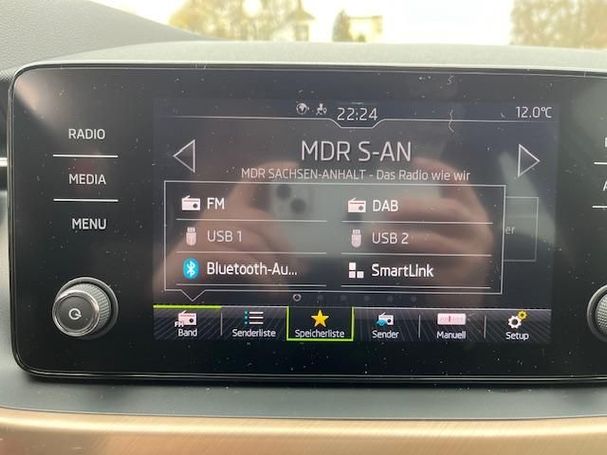 22:24
12.0°C
RADIO
MEDIA
MENU
MDR S-AN
MDR SACHSEN-ANHALT - Das Radio wie wir
FM
DAB
USB 1
USB 2
Bluetooth-Au...
SmartLink
FM
Band
Senderliste
Speicherliste
Sender
Manuell
Setup